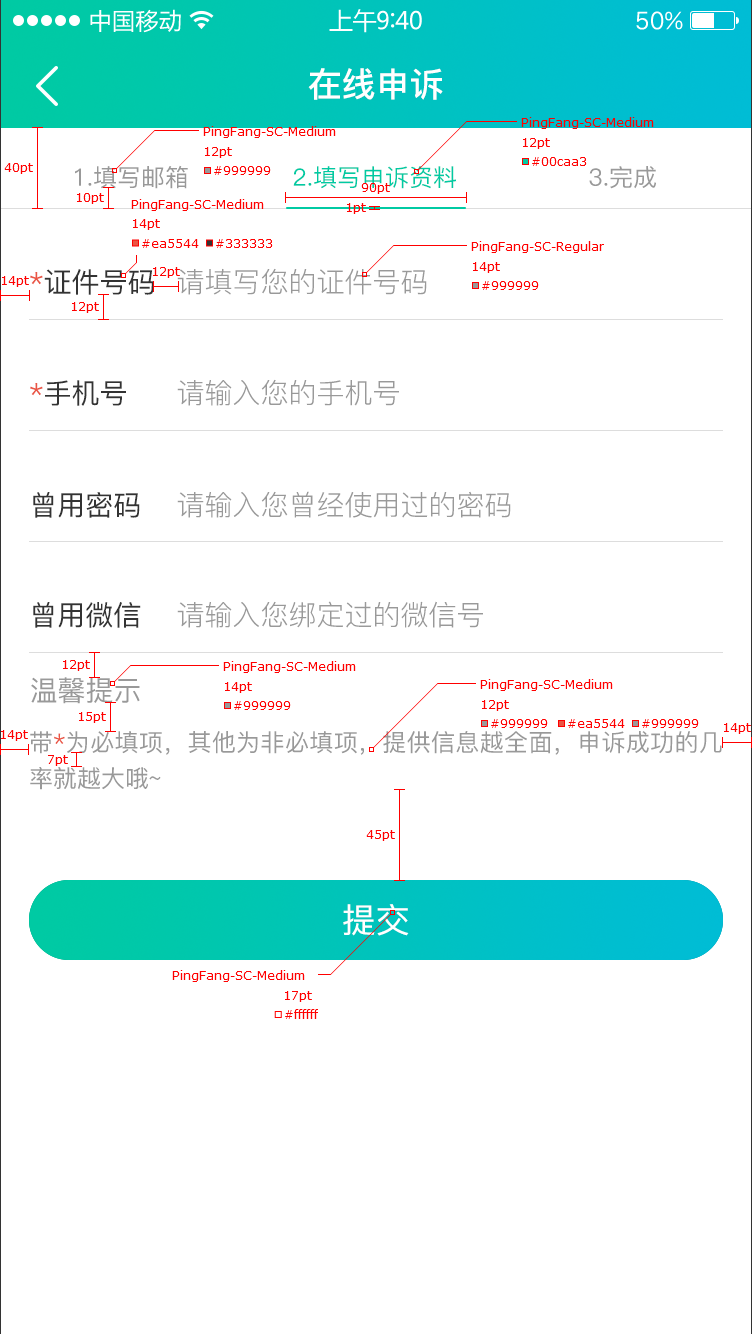 中国移动 上午9:40 50%
在线申诉
PingFang-SC-Medium
12pt
#999999
PingFang-SC-Medium
12pt
#00caa3
40pt
1.填写邮箱 2.填写申诉资料 3.完成
10pt
90pt
1pt
PingFang-SC-Medium
14pt
#ea5544 #333333
PingFang-SC-Regular
14pt
#999999
14pt
*证件号码 12pt 请填写您的证件号码
12pt
*手机号 请输入您的手机号
曾用密码 请输入您曾经使用过的密码
曾用微信 请输入您绑定过的微信号
12pt
PingFang-SC-Medium
14pt
#999999
温馨提示
15pt
PingFang-SC-Medium
12pt
#999999 #ea5544 #999999
14pt
14pt
带*为必填项，其他为非必填项，提供信息越全面，申诉成功的几
7pt
率就越大哦~
45pt
提交
PingFang-SC-Medium
17pt
#ffffff